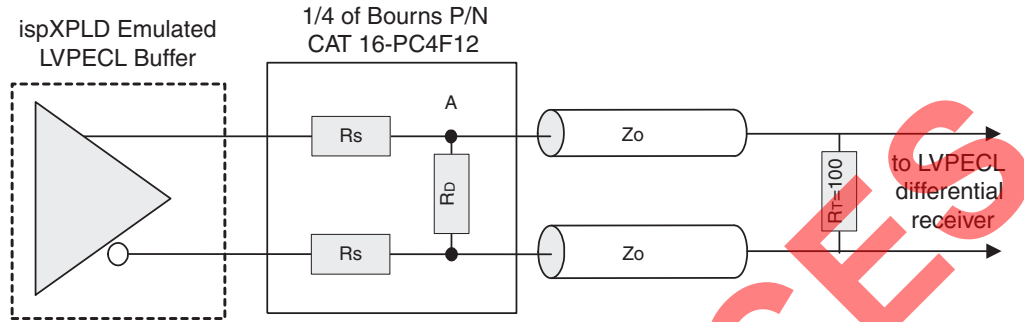 ispXPLD Emulated
LVPECL Buffer
1/4 of Bourns P/N
CAT 16-PC4F12
A
Rs
RD
Rs
Zo
Zo
RT=100
to LVPECL
differential
receiver
CES